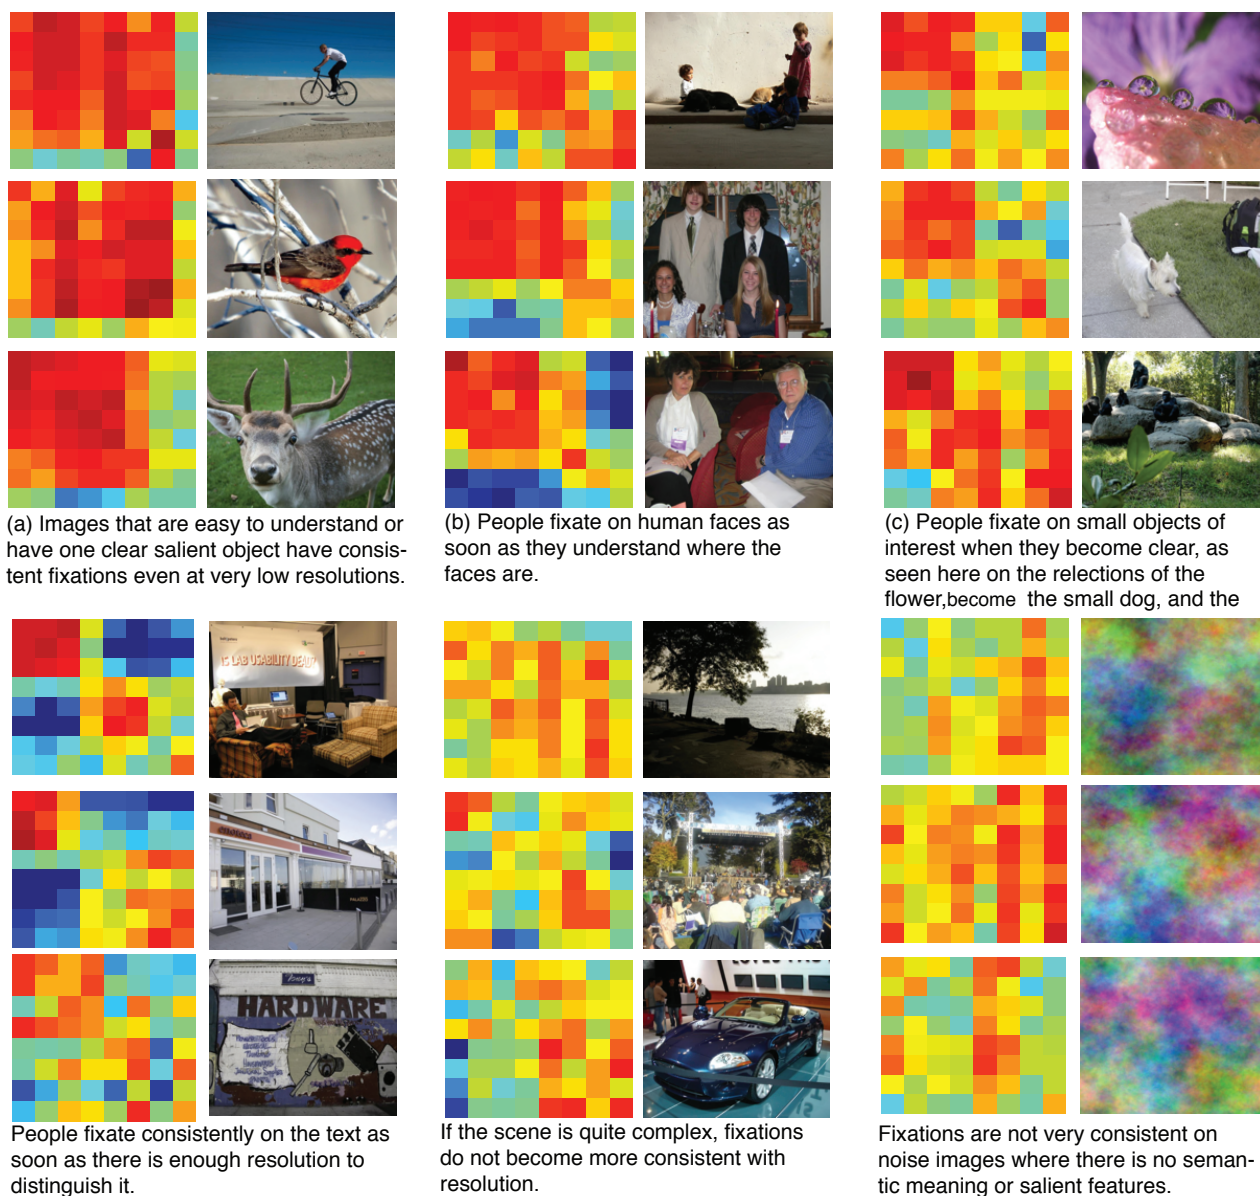 (a) Images that are easy to understand or
have one clear salient object have consis-
tent fixations even at very low resolutions.
(b) People fixate on human faces as
soon as they understand where the
faces are.
(c) People fixate on small objects of
interest when they become clear, as
seen here on the relections of the
flower,become the small dog, and the
IS LAB USABILITY DEAD?
HARDWARE
People fixate consistently on the text as
soon as there is enough resolution to
distinguish it.
If the scene is quite complex, fixations
do not become more consistent with
resolution.
Fixations are not very consistent on
noise images where there is no seman-
tic meaning or salient features.